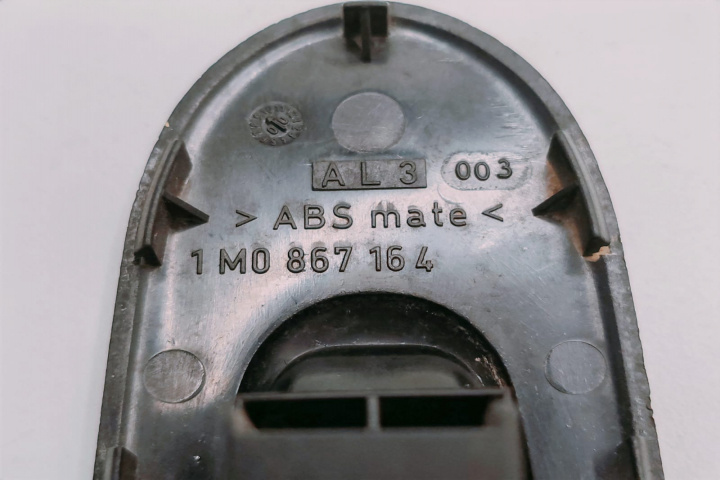 AL3 003
> ABS mate <
1M0 867 164